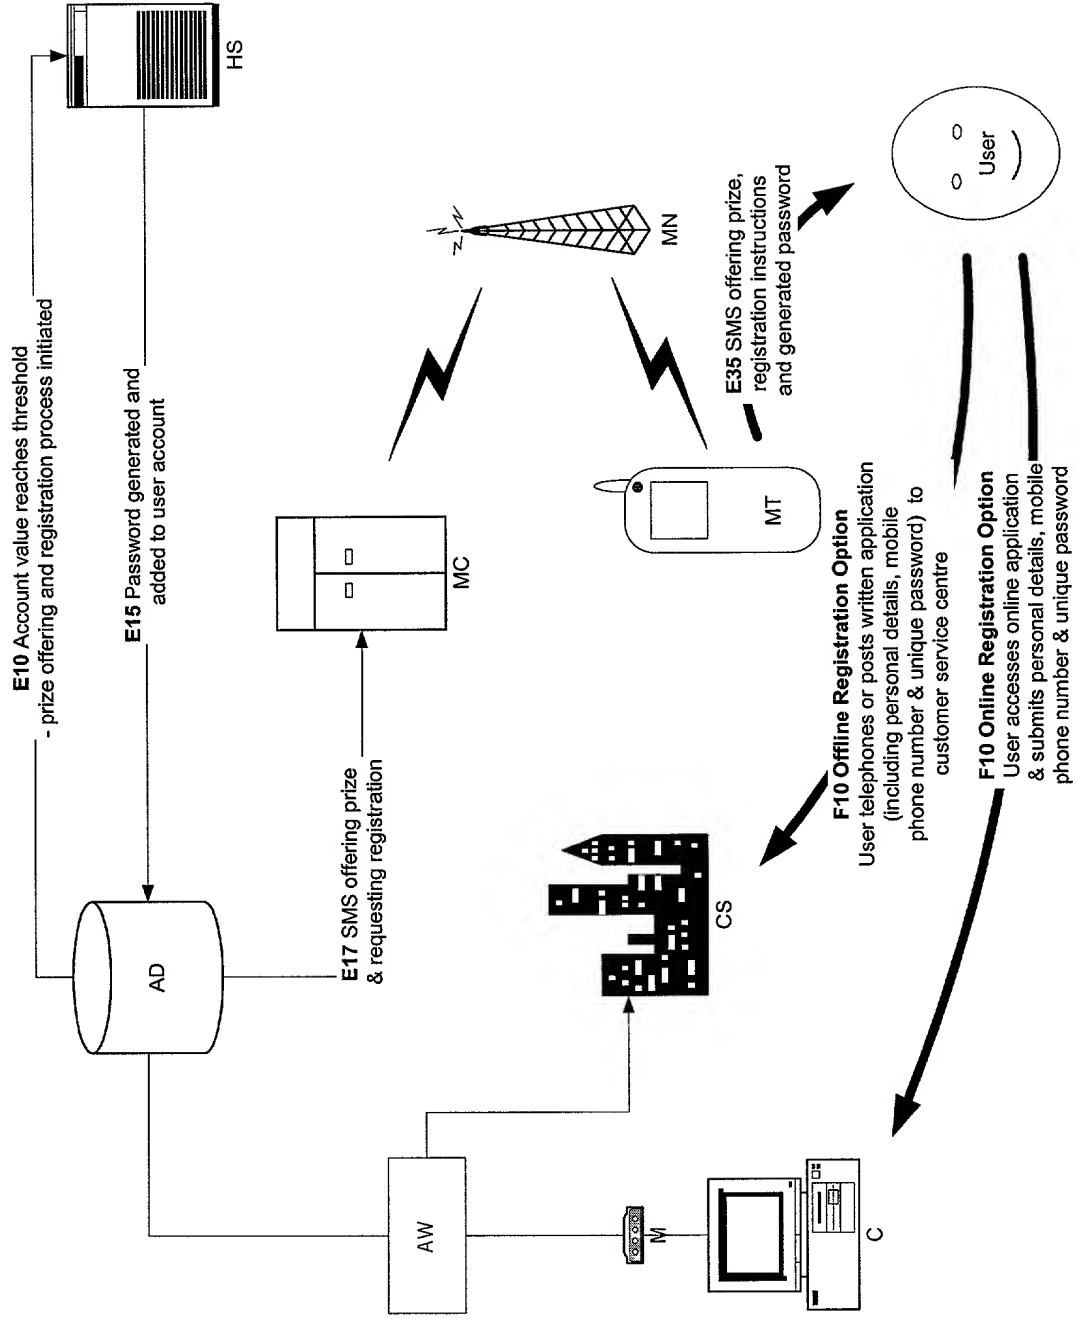 E10 Account value reaches threshold
- prize offering and registration process initiated
HS
E15 Password generated and
added to user account
AD
E17 SMS offering prize
& requesting registration
MC
MN
MT
E35 SMS offering prize,
registration instructions
and generated password
User
AW
CS
M
C
F10 Offline Registration Option
User telephones or posts written application
(including personal details, mobile
phone number & unique password) to
customer service centre
F10 Online Registration Option
User accesses online application
& submits personal details, mobile
phone number & unique password